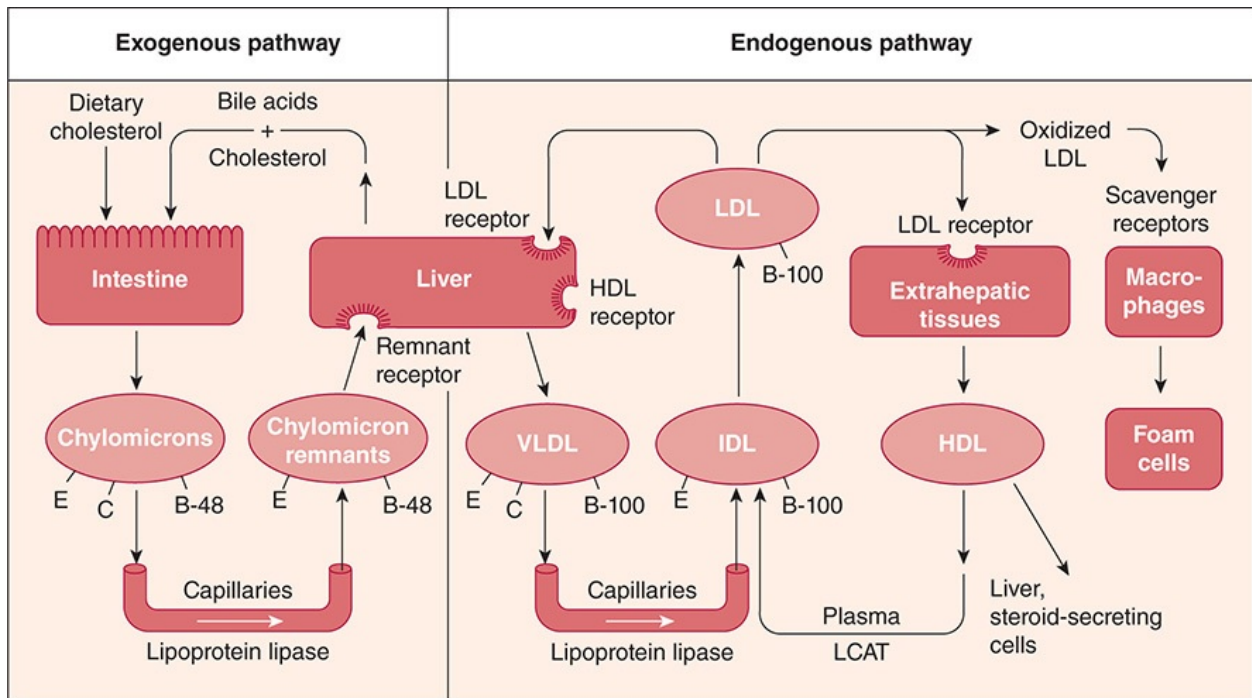 Exogenous pathway
Endogenous pathway
Dietary
cholesterol
Bile acids
+
Cholesterol
Intestine
Liver
LDL
receptor
HDL
receptor
Remnant
receptor
Chylomicrons
E
C
B-48
Chylomicron
remnants
E
B-48
Capillaries
Lipoprotein lipase
VLDL
E
C
B-100
IDL
E
B-100
Capillaries
Lipoprotein lipase
LDL
B-100
Oxidized
LDL
LDL receptor
Extrahepatic
tissues
Scavenger
receptors
Macro-
phages
Foam
cells
HDL
Plasma
LCAT
Liver,
steroid-secreting
cells